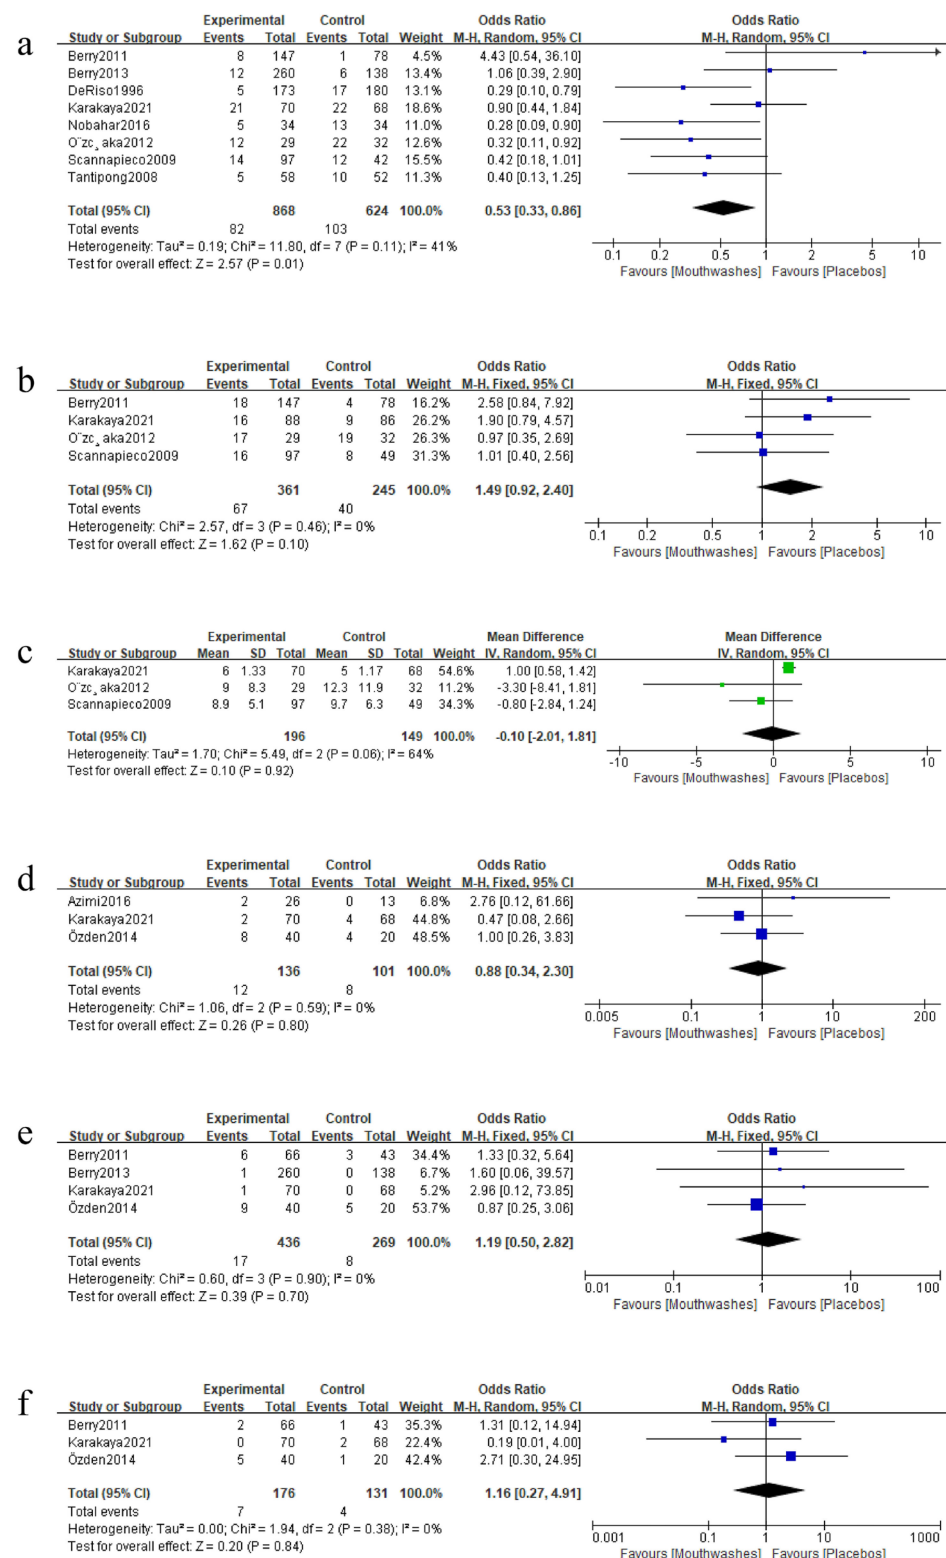 a
Experimental Control Odds Ratio Odds Ratio
Study or Subgroup Events Total Events Total Weight M-H, Random, 95% CI M-H, Random, 95% CI
Berry2011 8 147 1 78 4.5% 4.43 [0.54, 36.10]
Berry2013 12 260 6 138 13.4% 1.06 [0.39, 2.90]
DeRiso1996 5 173 17 180 13.1% 0.29 [0.10, 0.79]
Karakaya2021 21 70 22 68 18.6% 0.90 [0.44, 1.84]
Nobahar2016 5 34 13 34 11.0% 0.28 [0.09, 0.90]
O¨zc¸aka2012 12 29 22 32 12.6% 0.32 [0.11, 0.92]
Scannapieco2009 14 97 12 42 15.5% 0.42 [0.18, 1.01]
Tantipong2008 5 58 10 52 11.3% 0.40 [0.13, 1.25]
Total (95% CI) 868 624 100.0% 0.53 [0.33, 0.86]
Total events 82 103
Heterogeneity: Tau² = 0.19; Chi² = 11.80, df = 7 (P = 0.11); I² = 41%
Test for overall effect: Z = 2.57 (P = 0.01)
0.1 0.2 0.5 1 2 5 10
Favours [Mouthwashes] Favours [Placebos]
b
Experimental Control Odds Ratio Odds Ratio
Study or Subgroup Events Total Events Total Weight M-H, Fixed, 95% CI M-H, Fixed, 95% CI
Berry2011 18 147 4 78 16.2% 2.58 [0.84, 7.92]
Karakaya2021 16 88 9 86 26.2% 1.90 [0.79, 4.57]
O¨zc¸aka2012 17 29 19 32 26.3% 0.97 [0.35, 2.69]
Scannapieco2009 16 97 8 49 31.3% 1.01 [0.40, 2.56]
Total (95% CI) 361 245 100.0% 1.49 [0.92, 2.40]
Total events 67 40
Heterogeneity: Chi² = 2.57, df = 3 (P = 0.46); I² = 0%
Test for overall effect: Z = 1.62 (P = 0.10)
0.1 0.2 0.5 1 2 5 10
Favours [Mouthwashes] Favours [Placebos]
c
Experimental Control Mean Difference Mean Difference
Study or Subgroup Mean SD Total Mean SD Total Weight IV, Random, 95% CI IV, Random, 95% CI
Karakaya2021 6 1.33 70 5 1.17 68 54.6% 1.00 [0.58, 1.42]
O¨zc¸aka2012 9 8.3 29 12.3 11.9 32 11.2% -3.30 [-8.41, 1.81]
Scannapieco2009 8.9 5.1 97 9.7 6.3 49 34.3% -0.80 [-2.84, 1.24]
Total (95% CI) 196 149 100.0% -0.10 [-2.01, 1.81]
Heterogeneity: Tau² = 1.70; Chi² = 5.49, df = 2 (P = 0.06); I² = 64%
Test for overall effect: Z = 0.10 (P = 0.92)
-10 -5 0 5 10
Favours [Mouthwashes] Favours [Placebos]
d
Experimental Control Odds Ratio Odds Ratio
Study or Subgroup Events Total Events Total Weight M-H, Fixed, 95% CI M-H, Fixed, 95% CI
Azimi2016 2 26 0 13 6.8% 2.76 [0.12, 61.66]
Karakaya2021 2 70 4 68 44.8% 0.47 [0.08, 2.66]
Özden2014 8 40 4 20 48.5% 1.00 [0.26, 3.83]
Total (95% CI) 136 101 100.0% 0.88 [0.34, 2.30]
Total events 12 8
Heterogeneity: Chi² = 1.06, df = 2 (P = 0.59); I² = 0%
Test for overall effect: Z = 0.26 (P = 0.80)
0.005 0.1 1 10 200
Favours [Mouthwashes] Favours [Placebos]
e
Experimental Control Odds Ratio Odds Ratio
Study or Subgroup Events Total Events Total Weight M-H, Fixed, 95% CI M-H, Fixed, 95% CI
Berry2011 6 66 3 43 34.4% 1.33 [0.32, 5.64]
Berry2013 1 260 0 138 6.7% 1.60 [0.06, 39.57]
Karakaya2021 1 70 0 68 5.2% 2.96 [0.12, 73.85]
Özden2014 9 40 5 20 53.7% 0.87 [0.25, 3.06]
Total (95% CI) 436 269 100.0% 1.19 [0.50, 2.82]
Total events 17 8
Heterogeneity: Chi² = 0.60, df = 3 (P = 0.90); I² = 0%
Test for overall effect: Z = 0.39 (P = 0.70)
0.01 0.1 1 10 100
Favours [Mouthwashes] Favours [Placebos]
f
Experimental Control Odds Ratio Odds Ratio
Study or Subgroup Events Total Events Total Weight M-H, Random, 95% CI M-H, Random, 95% CI
Berry2011 2 66 1 43 35.3% 1.31 [0.12, 14.94]
Karakaya2021 0 70 2 68 22.4% 0.19 [0.01, 4.00]
Özden2014 5 40 1 20 42.4% 2.71 [0.30, 24.95]
Total (95% CI) 176 131 100.0% 1.16 [0.27, 4.91]
Total events 7 4
Heterogeneity: Tau² = 0.00; Chi² = 1.94, df = 2 (P = 0.38); I² = 0%
Test for overall effect: Z = 0.20 (P = 0.84)
0.001 0.1 1 10 1000
Favours [Mouthwashes] Favours [Placebos]